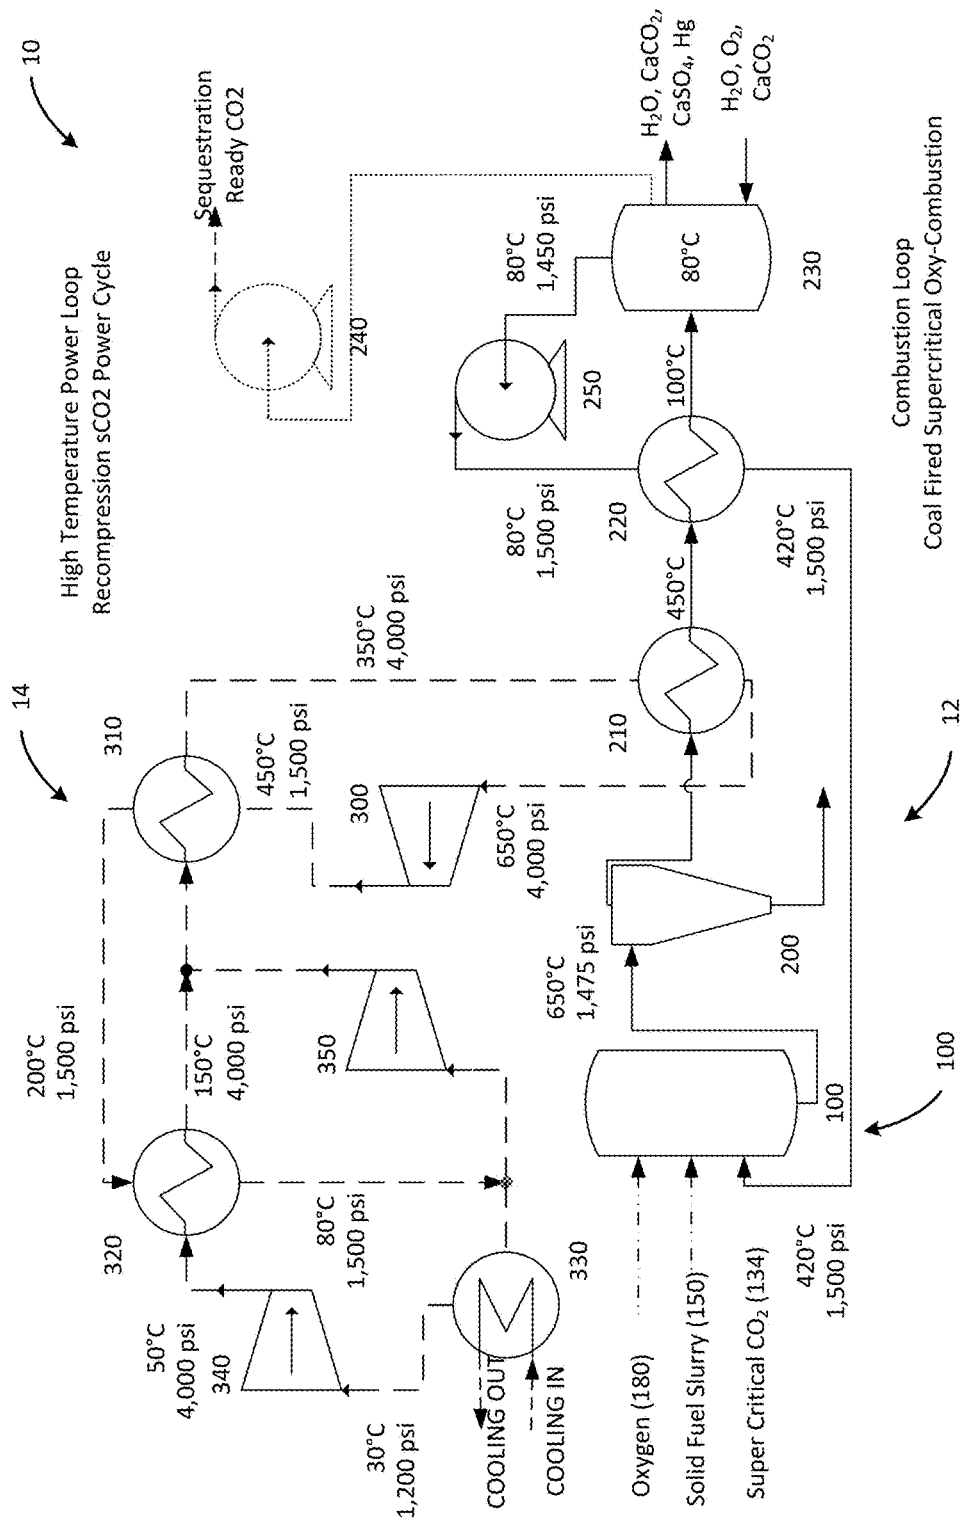 10
High Temperature Power Loop
Recompression sCO2 Power Cycle
Sequestration
Ready CO2
240
14
310
350°C
4,000 psi
450°C
1,500 psi
300
650°C
4,000 psi
200°C
1,500 psi
150°C
4,000 psi
350
320
80°C
1,500 psi
50°C
4,000 psi
340
30°C
1,200 psi
330
COOLING OUT
COOLING IN
80°C
1,450 psi
250
80°C
1,500 psi
H₂O, CaCO₂,
CaSO₄, Hg
H₂O, O₂,
CaCO₂
80°C
230
100°C
220
450°C
420°C
1,500 psi
210
650°C
1,475 psi
200
100
100
Oxygen (180)
Solid Fuel Slurry (150)
Super Critical CO₂ (134)
420°C
1,500 psi
12
Combustion Loop
Coal Fired Supercritical Oxy-Combustion